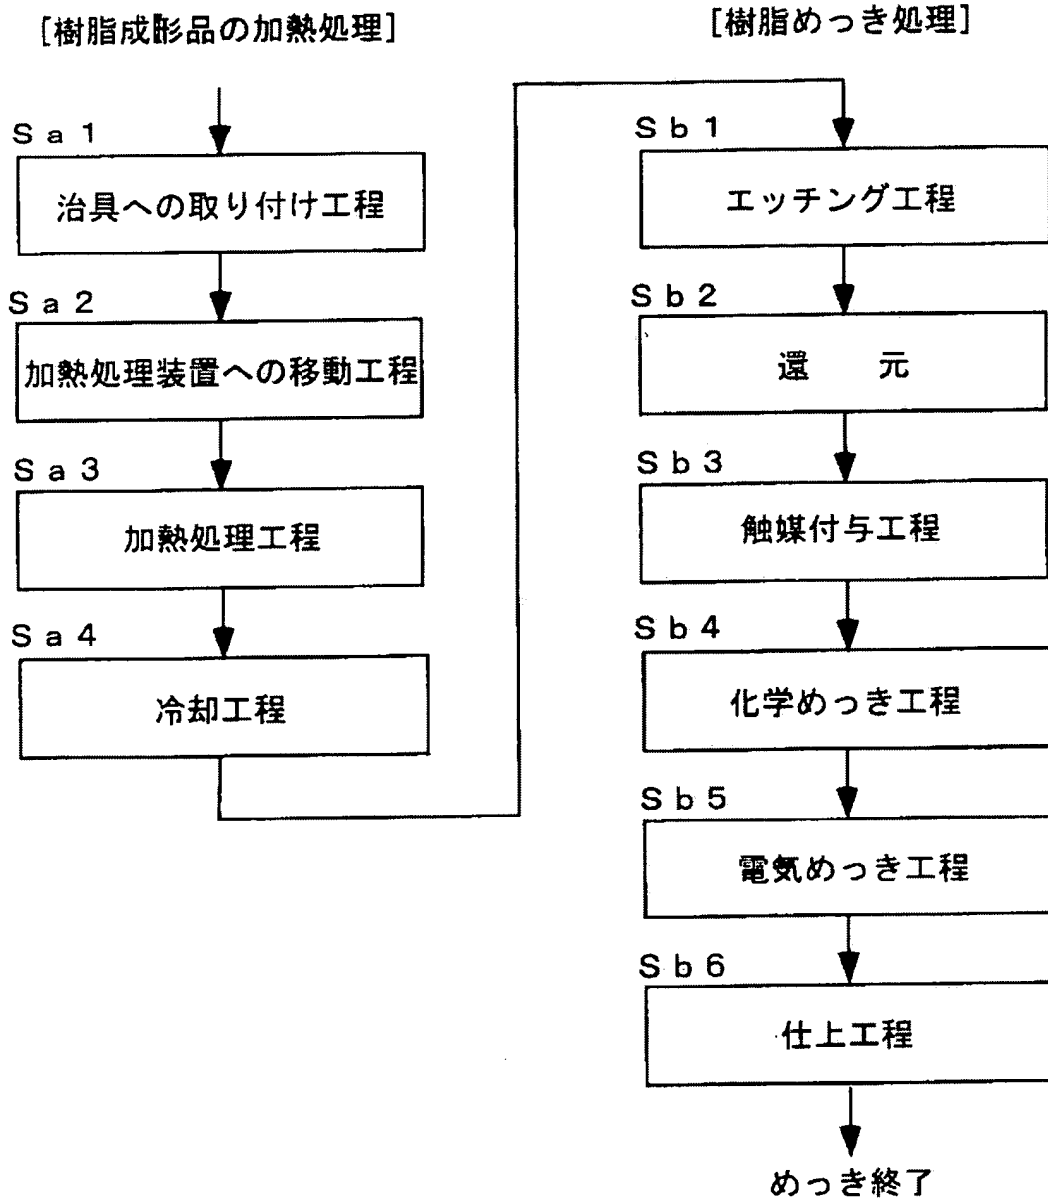 [樹脂成形品の加熱処理]
Sa1
治具への取り付け工程
Sa2
加熱処理装置への移動工程
Sa3
加熱処理工程
Sa4
冷却工程
[樹脂めっき処理]
Sb1
エッチング工程
Sb2
還 元
Sb3
触媒付与工程
Sb4
化学めっき工程
Sb5
電気めっき工程
Sb6
仕上工程
めっき終了